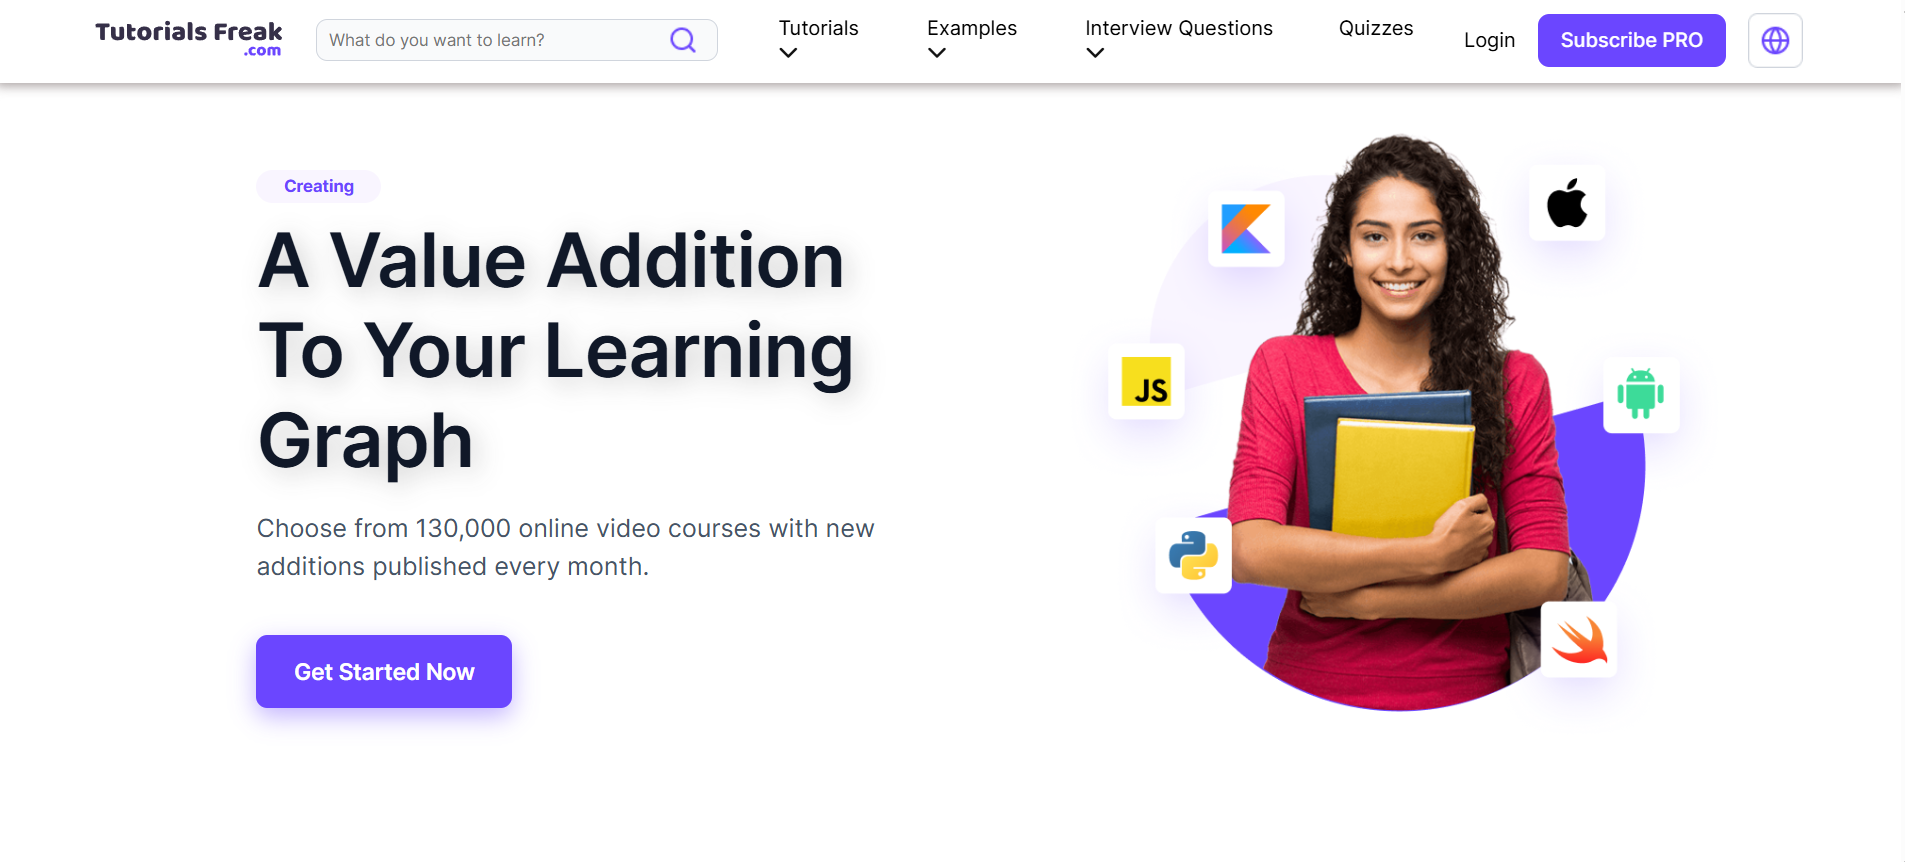 Tutorials Freak
.com
What do you want to learn?
Tutorials
Examples
Interview Questions
Quizzes
Login
Subscribe PRO
Creating
A Value Addition
To Your Learning
Graph
Choose from 130,000 online video courses with new
additions published every month.
Get Started Now
JS